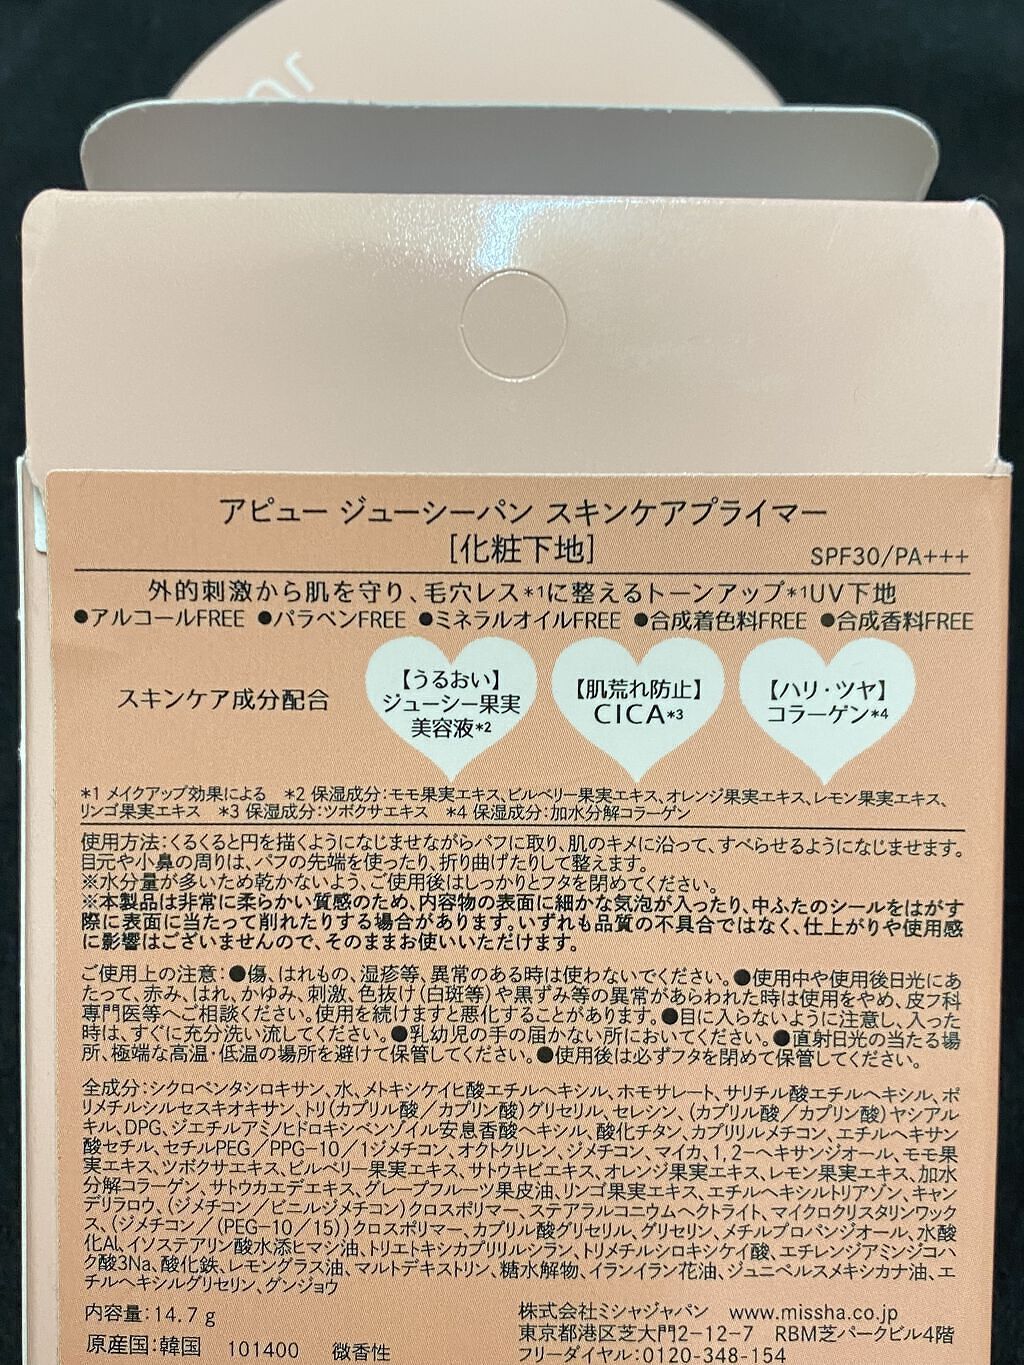 ar
アピュー ジューシーパン スキンケアプライマー
[化粧下地]
SPF30/PA+++
外的刺激から肌を守り、毛穴レス*1に整えるトーンアップ*1UV下地
●アルコールFREE ●パラベンFREE ●ミネラルオイルFREE ●合成着色料FREE ●合成香料FREE
スキンケア成分配合
【うるおい】
ジューシー果実
美容液*2
【肌荒れ防止】
CICA*3
【ハリ・ツヤ】
コラーゲン*4
*1 メイクアップ効果による *2 保湿成分:モモ果実エキス、ビルベリー果実エキス、オレンジ果実エキス、レモン果実エキス、
リンゴ果実エキス *3 保湿成分:ツボクサエキス *4 保湿成分:加水分解コラーゲン
使用方法:くるくると円を描くようになじませながらパフに取り、肌のキメに沿って、すべらせるようになじませます。
目元や小鼻の周りは、パフの先端を使ったり、折り曲げたりして整えます。
※水分量が多いため乾かないよう、ご使用後はしっかりとフタを閉めてください。
※本製品は非常に柔らかい質感のため、内容物の表面に細かな気泡が入ったり、中ふたのシールをはがす
際に表面に当たって削れたりする場合があります。いずれも品質の不具合ではなく、仕上がりや使用感
に影響はございませんので、そのままお使いいただけます。
ご使用上の注意:●傷、はれもの、湿疹等、異常のある時は使わないでください。●使用中や使用後日光にあ
たって、赤み、はれ、かゆみ、刺激、色抜け(白斑等)や黒ずみ等の異常があらわれた時は使用をやめ、皮フ科
専門医等へご相談ください。使用を続けますと悪化することがあります。●目に入らないように注意し、入った
時は、すぐに充分洗い流してください。●乳幼児の手の届かない所においてください。●直射日光の当たる場
所、極端な高温・低温の場所を避けて保管してください。●使用後は必ずフタを閉めて保管してください。
全成分:シクロペンタシロキサン、水、メトキシケイヒ酸エチルヘキシル、ホモサレート、サリチル酸エチルヘキシル、ポ
リメチルシルセスキオキサン、トリ(カプリル酸/カプリン酸)グリセリル、セレシン、(カプリル酸/カプリン酸)ヤシアル
キル、DPG、ジエチルアミノヒドロキシベンゾイル安息香酸ヘキシル、酸化チタン、カプリリルメチコン、エチルヘキサン
酸セチル、セチルPEG/PPG-10/1ジメチコン、オクトクリレン、ジメチコン、マイカ、1,2-ヘキサンジオール、モモ果
実エキス、ツボクサエキス、ビルベリー果実エキス、サトウキビエキス、オレンジ果実エキス、レモン果実エキス、加水
分解コラーゲン、サトウカエデエキス、グレープフルーツ果皮油、リンゴ果実エキス、エチルヘキシルトリアゾン、キャン
デリラロウ、(ジメチコン/ビニルジメチコン)クロスポリマー、ステアラルコニウムヘクトライト、マイクロクリスタリンワック
ス、(ジメチコン/(PEG-10/15))クロスポリマー、カプリル酸グリセリル、グリセリン、メチルプロパンジオール、水酸
化Al、イソステアリン酸水添ヒマシ油、トリエトキシカプリリルシラン、トリメチルシロキシケイ酸、エチレンジアミンジコハ
ク酸3Na、酸化鉄、レモングラス油、マルトデキストリン、糖水解物、イランイラン花油、ジュニペルスメキシカナ油、エ
チルヘキシルグリセリン、ゲンジョウ
内容量:14.7g
原産国:韓国 101400 微香性
株式会社ミシャジャパン www.missha.co.jp
東京都港区芝大門2-12-7 RBM芝パークビル4階
フリーダイヤル:0120-348-154